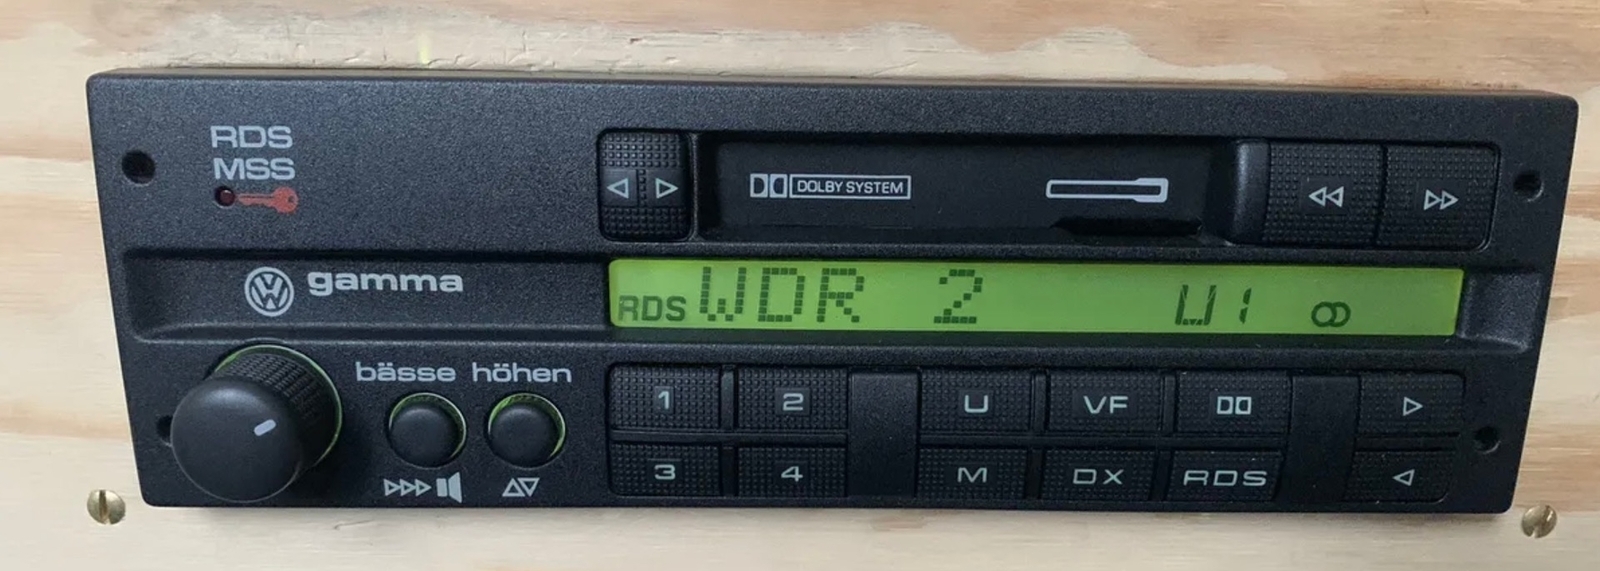 RDS
MSS
DOLBY SYSTEM
gamma
RDS WDR 2 U1
bässe höhen
1 2 U VF
3 4 M DX RDS